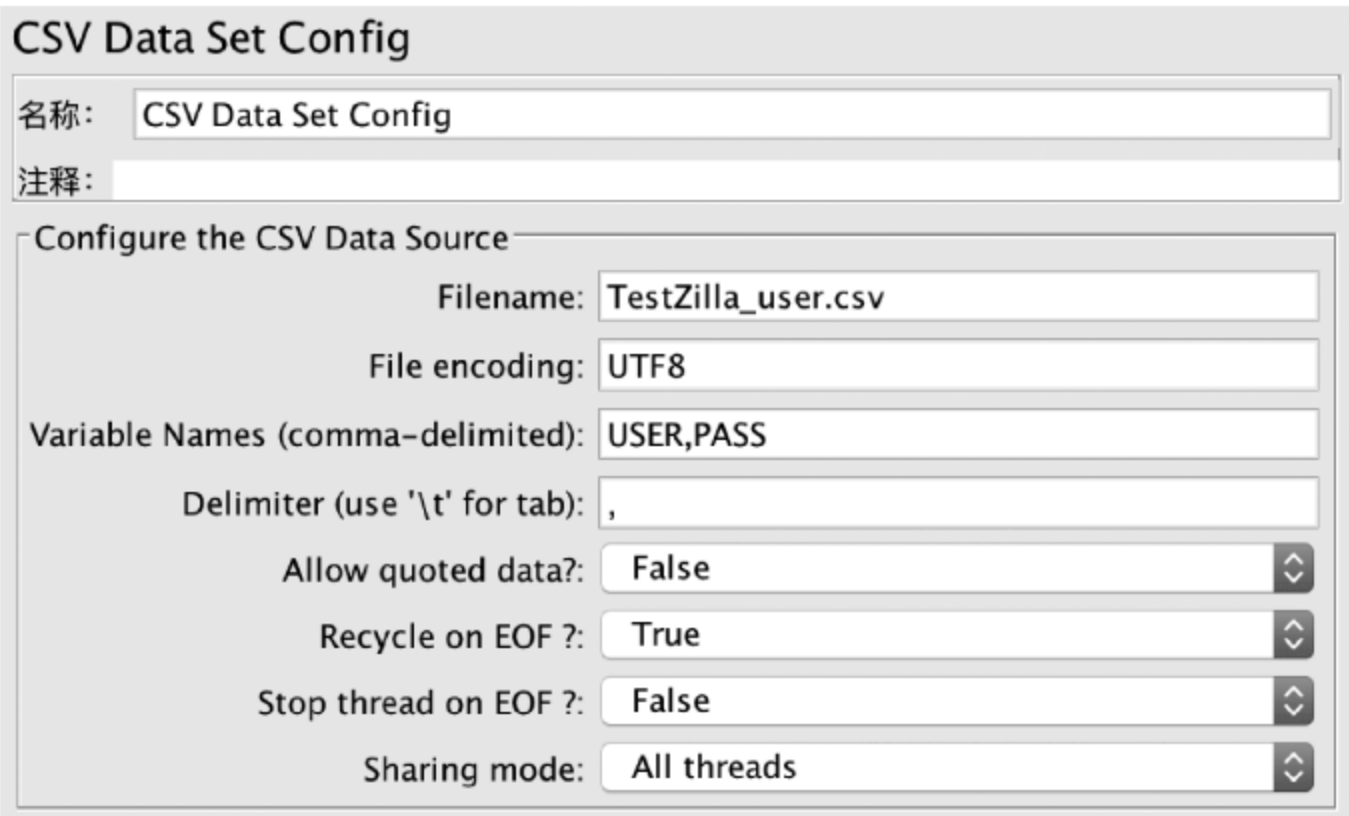 CSV Data Set Config
名称: CSV Data Set Config
注释:
Configure the CSV Data Source
Filename: TestZilla_user.csv
File encoding: UTF8
Variable Names (comma-delimited): USER,PASS
Delimiter (use '\t' for tab): ,
Allow quoted data?: False
Recycle on EOF ?: True
Stop thread on EOF ?: False
Sharing mode: All threads